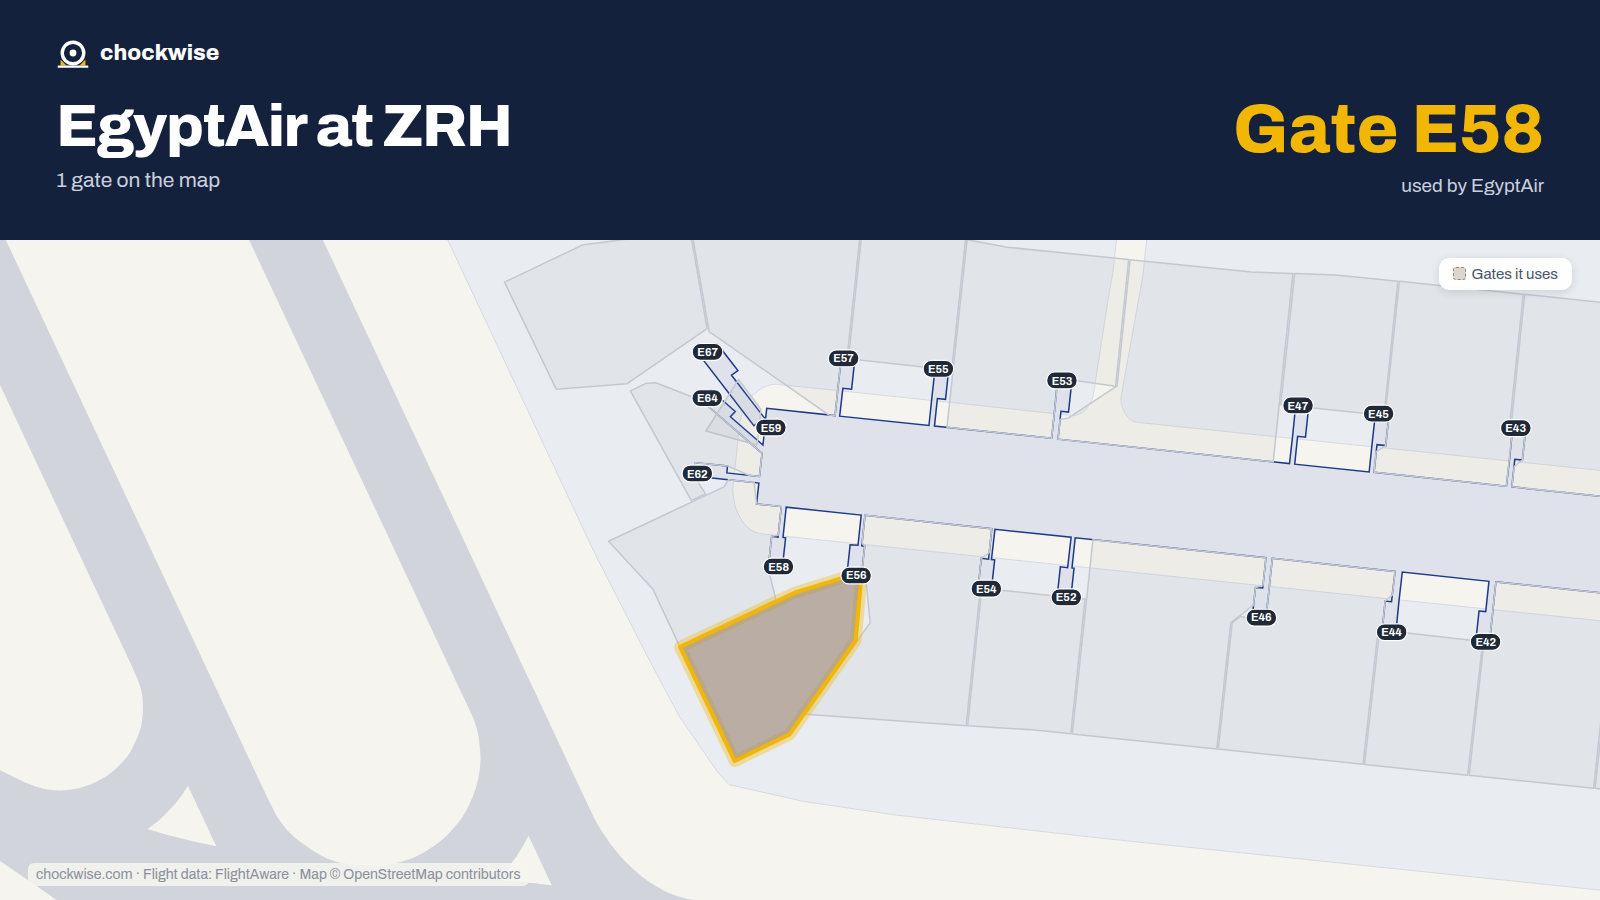 chockwise
EgyptAir at ZRH
1 gate on the map
Gate E58
used by EgyptAir
Gates it uses
E67
E57
E55
E53
E64
E59
E47
E45
E43
E62
E58
E56
E54
E52
E46
E44
E42
chockwise.com · Flight data: FlightAware · Map © OpenStreetMap contributors